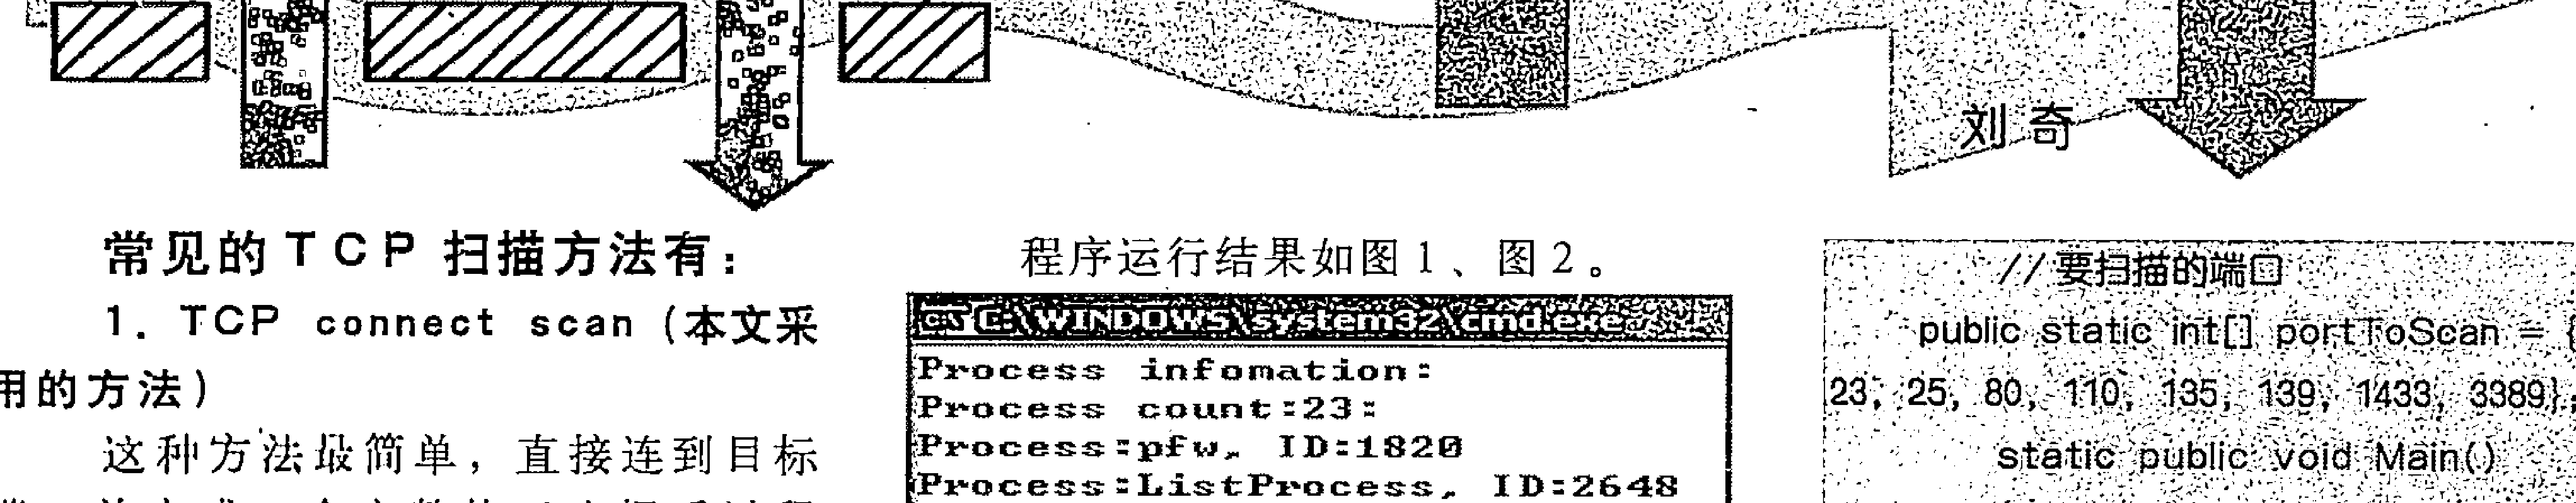 刘奇
常见的TCP扫描方法有：
1. TCP connect scan（本文采
用的方法）
这种方法最简单，直接连到目标
程序运行结果如图1、图2。
C:\WINDOWS\system32\cmd.exe
Process infomation:
Process count:23:
Process:pfw, ID:1820
Process:ListProcess, ID:2648
//要扫描的端口
public static int[] portToScan = {
23, 25, 80, 110, 135, 139, 1433, 3389};
static public void Main()